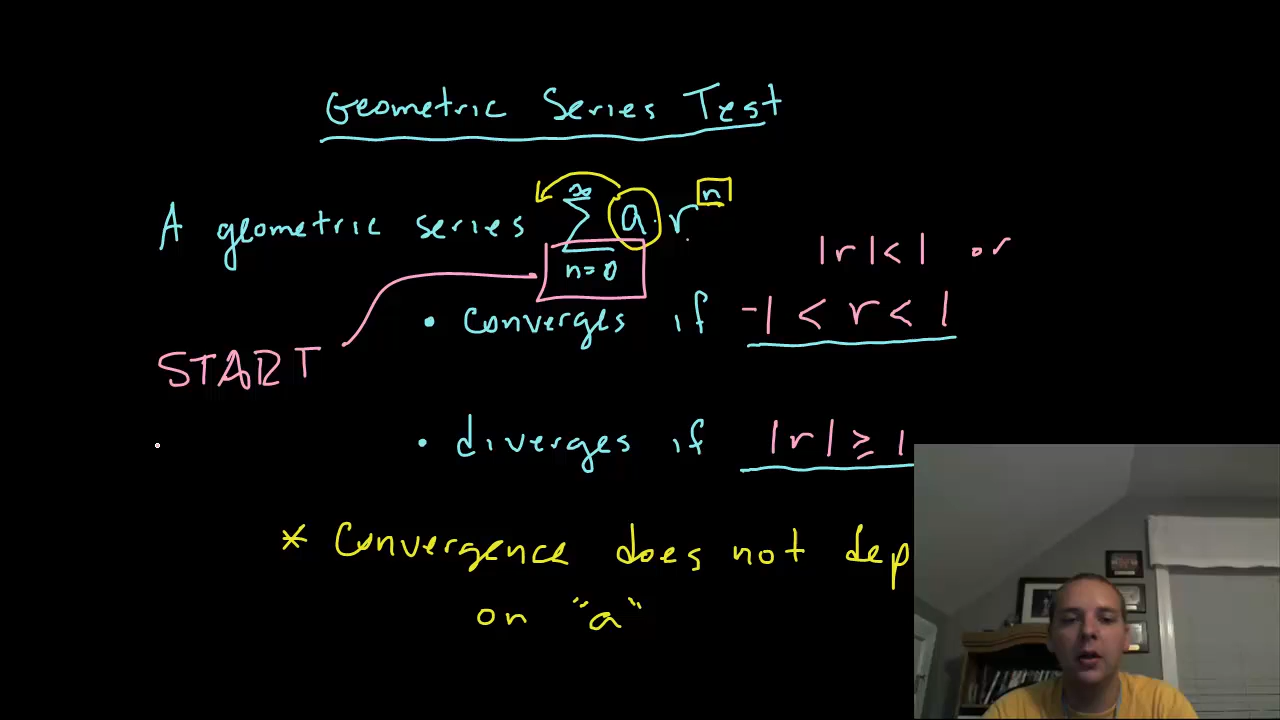 Geometric Series Test
A geometric series ∞ Σ n=0 a · r^n
|r| < 1 or
• converges if -1 < r < 1
START
• diverges if |r| ≥ 1
* Convergence does not dep
on "a"